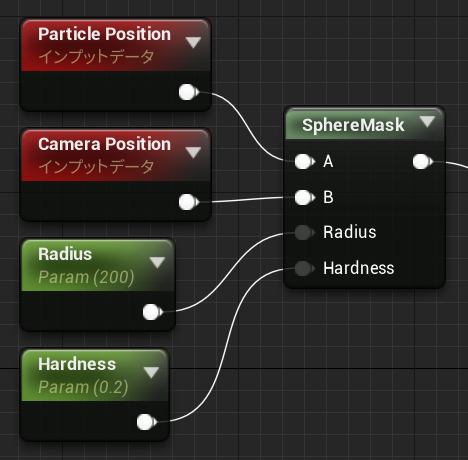 Particle Position
インプットデータ
Camera Position
インプットデータ
Radius
Param (200)
Hardness
Param (0.2)
SphereMask
A
B
Radius
Hardness